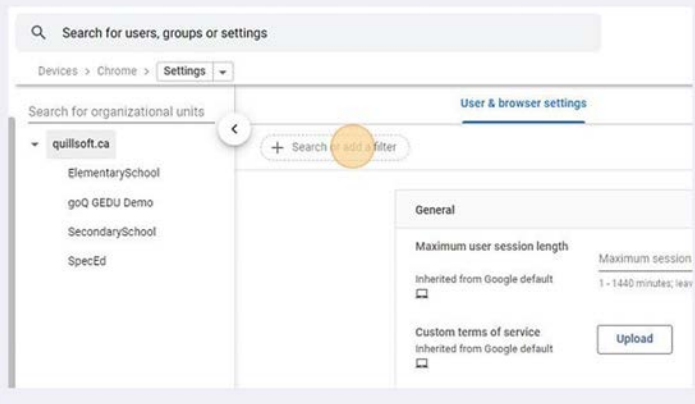 Search for users, groups or settings
Devices > Chrome > Settings
Search for organizational units
User & browser settings
quillsoft.ca
+ Search or add a filter
ElementarySchool
goQ GEDU Demo
SecondarySchool
SpecEd
General
Maximum user session length
Maximum session
Inherited from Google default
1 - 1440 minutes; leav
Custom terms of service
Inherited from Google default
Upload